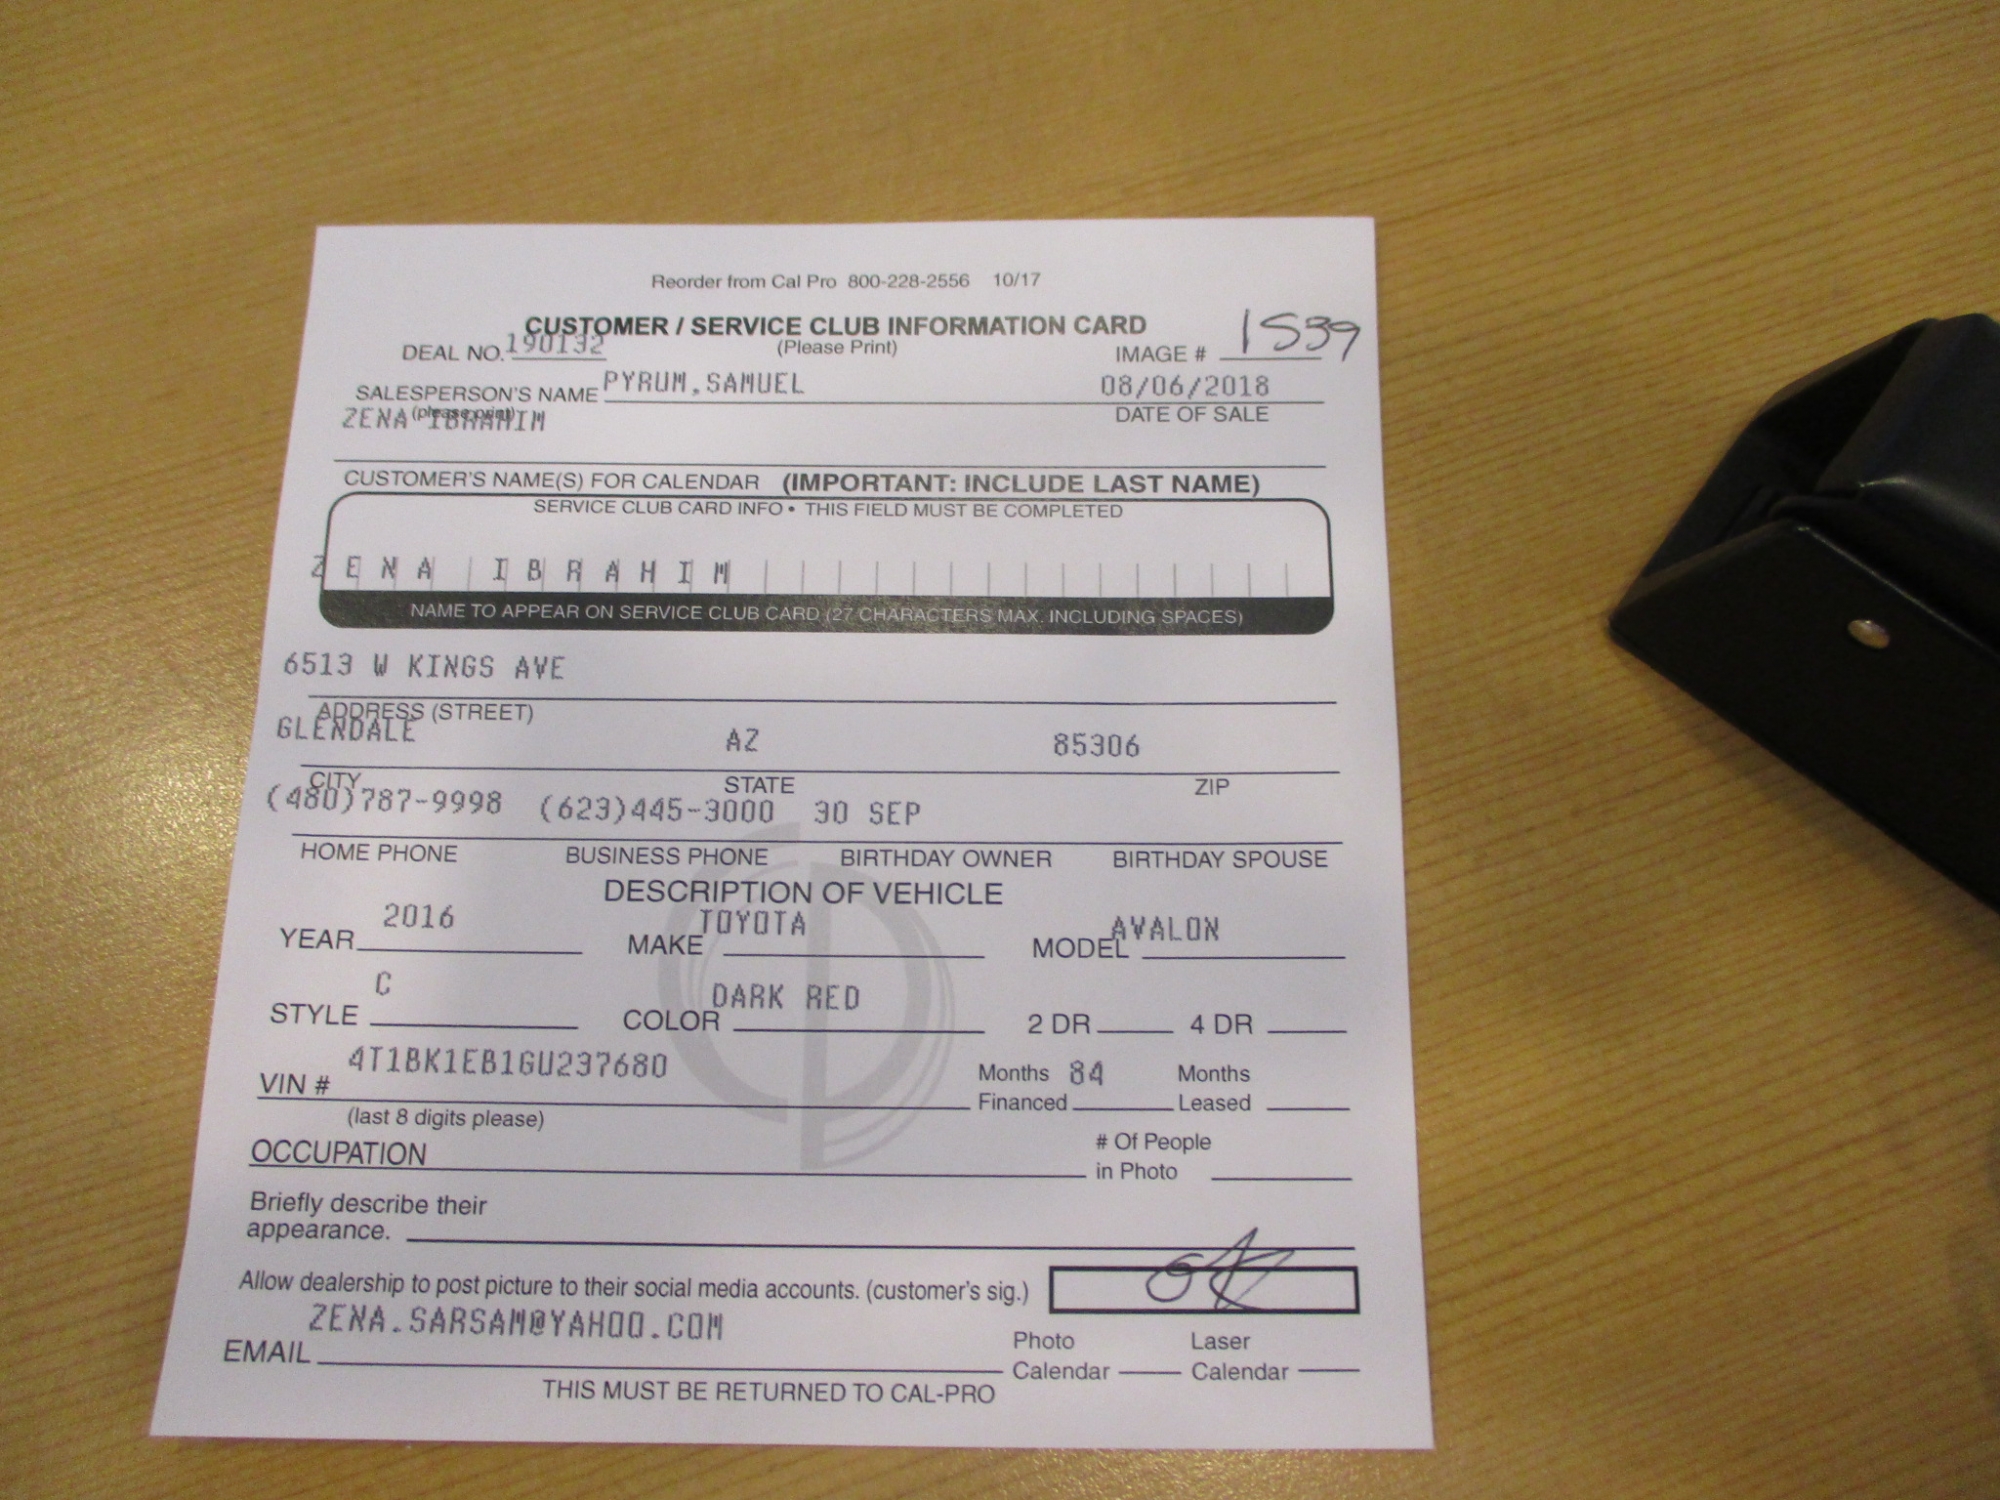 Reorder from Cal Pro 800-228-2556 10/17
CUSTOMER / SERVICE CLUB INFORMATION CARD
DEAL NO. 190132 (Please Print) IMAGE # 1539
SALESPERSON'S NAME PYRUM,SAMUEL 08/06/2018
(please print) DATE OF SALE
ZENA IBRAHIM
CUSTOMER'S NAME(S) FOR CALENDAR (IMPORTANT: INCLUDE LAST NAME)
SERVICE CLUB CARD INFO • THIS FIELD MUST BE COMPLETED
ZENA IBRAHIM
NAME TO APPEAR ON SERVICE CLUB CARD (27 CHARACTERS MAX. INCLUDING SPACES)
6513 W KINGS AVE
ADDRESS (STREET)
GLENDALE AZ 85306
CITY STATE ZIP
(480)787-9998 (623)445-3000 30 SEP
HOME PHONE BUSINESS PHONE BIRTHDAY OWNER BIRTHDAY SPOUSE
DESCRIPTION OF VEHICLE
YEAR 2016 MAKE TOYOTA MODEL AVALON
STYLE C COLOR DARK RED 2 DR 4 DR
VIN # 4T1BK1EB1GU237680 Months Financed 84 Months Leased
(last 8 digits please)
OCCUPATION # Of People in Photo
Briefly describe their
appearance.
Allow dealership to post picture to their social media accounts. (customer's sig.)
ZENA.SARSAM@YAHOO.COM
EMAIL Photo Calendar Laser Calendar
THIS MUST BE RETURNED TO CAL-PRO